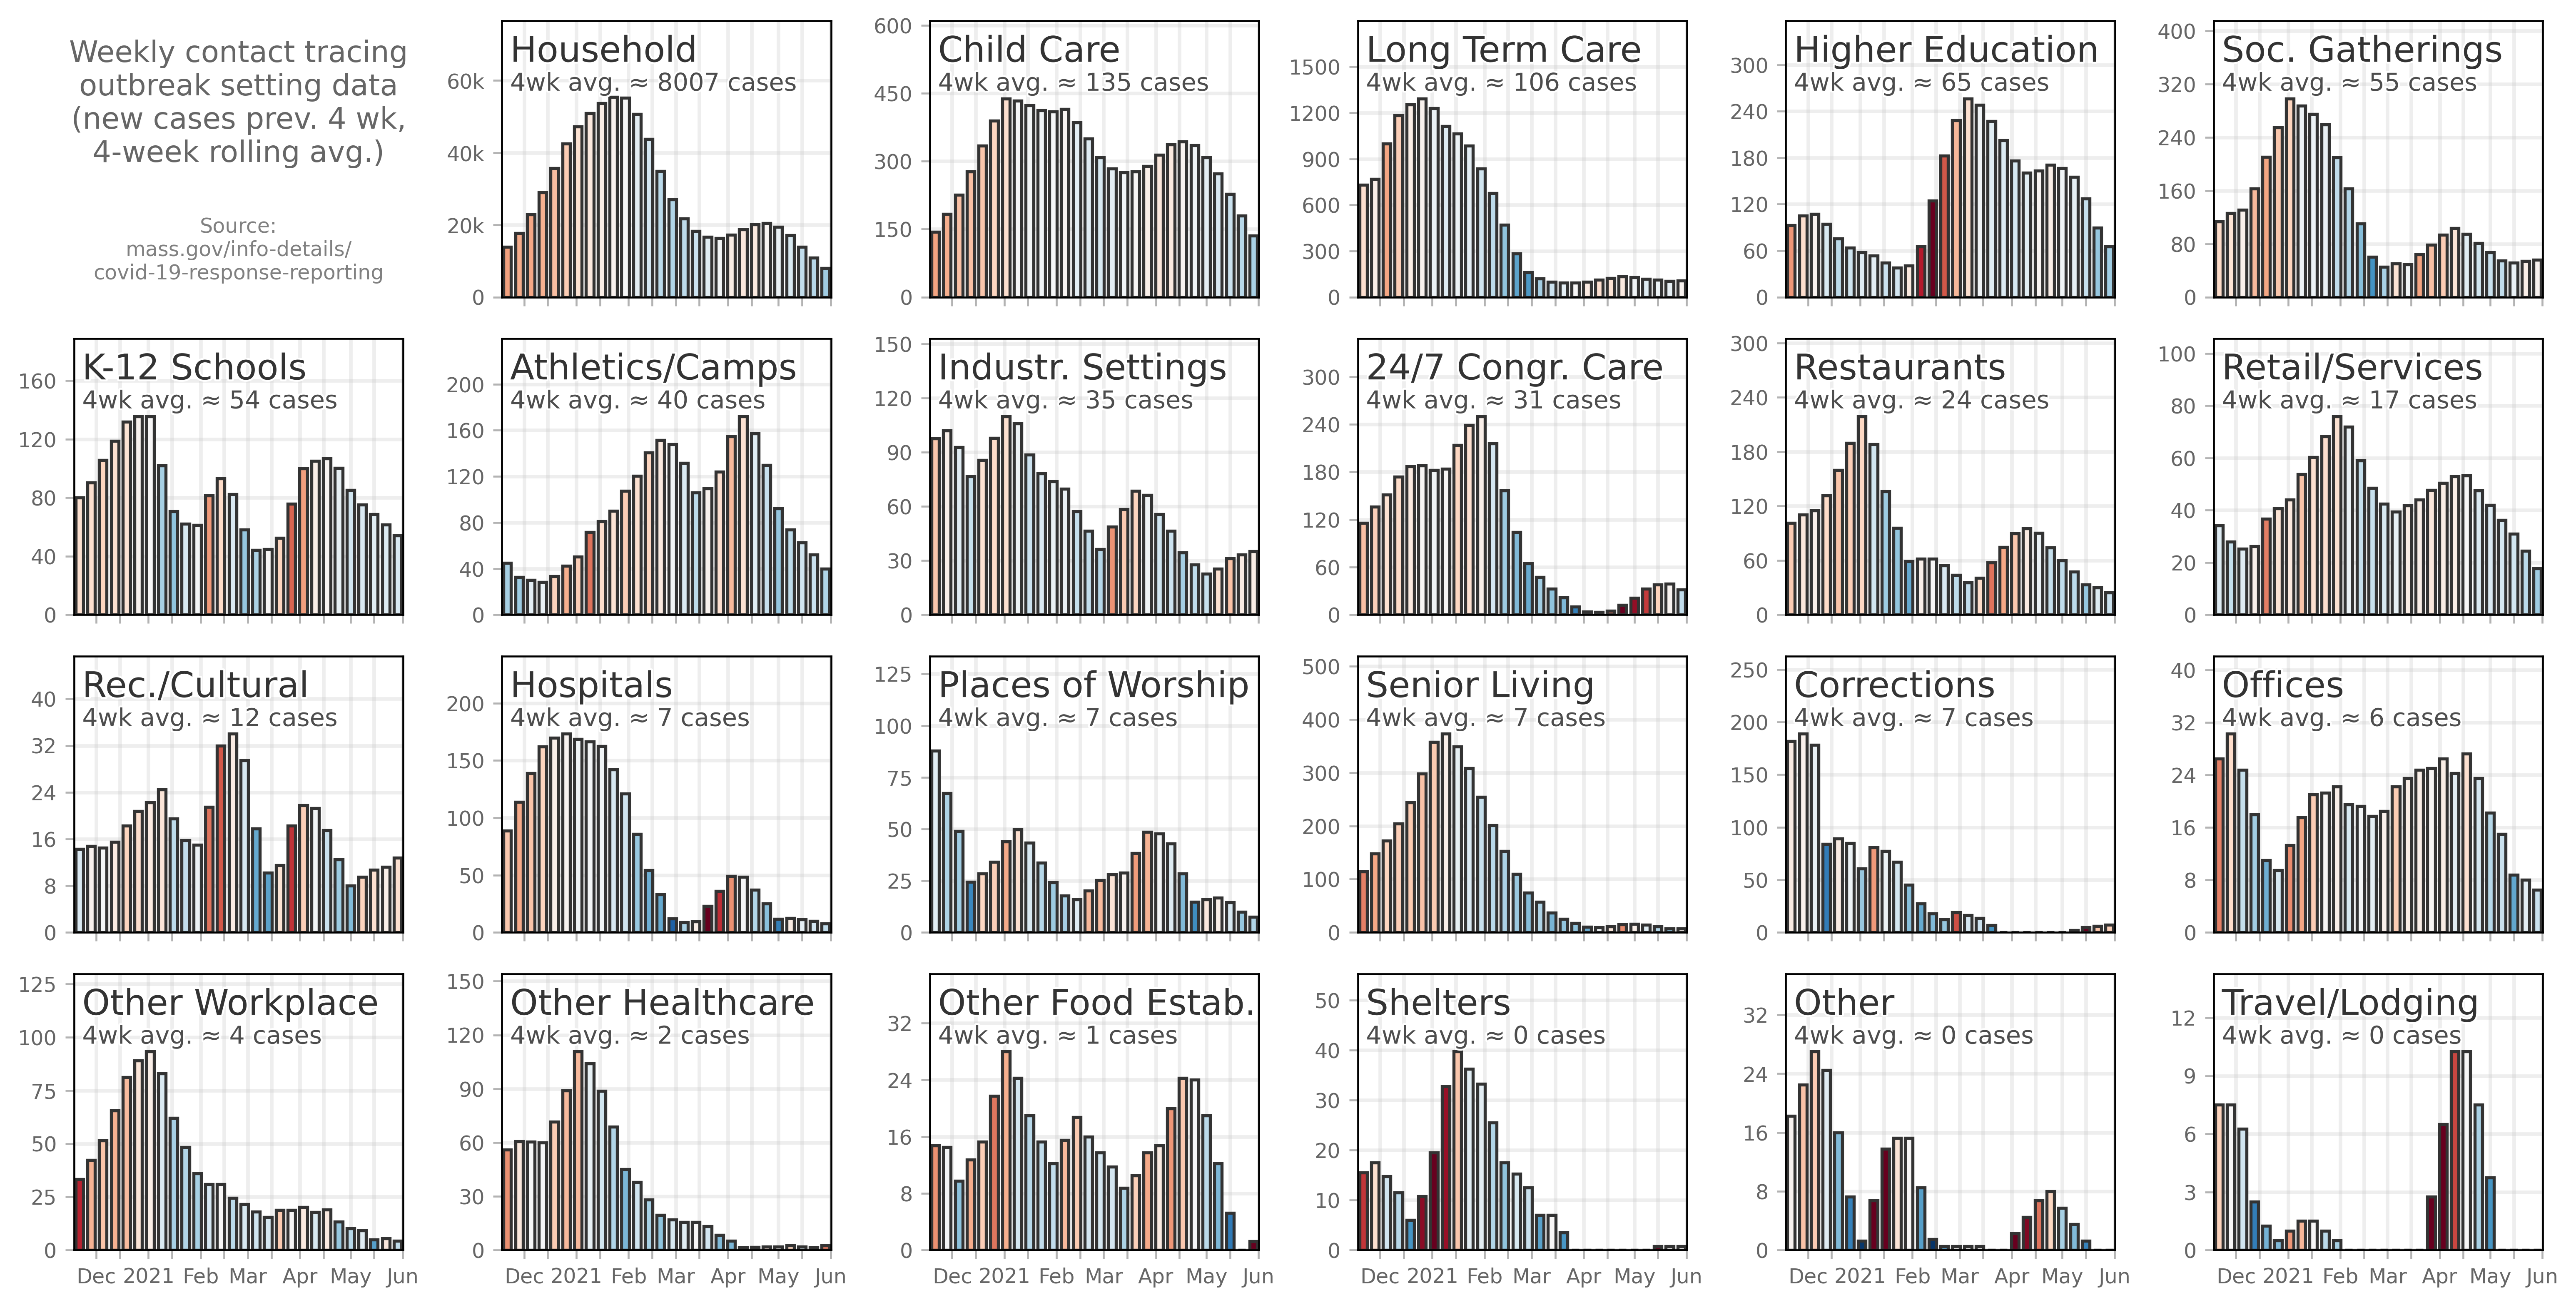 Weekly contact tracing
outbreak setting data
(new cases prev. 4 wk,
4-week rolling avg.)
Source:
mass.gov/info-details/
covid-19-response-reporting
Household
4wk avg. ≈ 8007 cases
60k
40k
20k
0
Child Care
4wk avg. ≈ 135 cases
600
450
300
150
0
Long Term Care
4wk avg. ≈ 106 cases
1500
1200
900
600
300
0
Higher Education
4wk avg. ≈ 65 cases
300
240
180
120
60
0
Soc. Gatherings
4wk avg. ≈ 55 cases
400
320
240
160
80
0
K-12 Schools
4wk avg. ≈ 54 cases
160
120
80
40
0
Athletics/Camps
4wk avg. ≈ 40 cases
200
160
120
80
40
0
Industr. Settings
4wk avg. ≈ 35 cases
150
120
90
60
30
0
24/7 Congr. Care
4wk avg. ≈ 31 cases
300
240
180
120
60
0
Restaurants
4wk avg. ≈ 24 cases
300
240
180
120
60
0
Retail/Services
4wk avg. ≈ 17 cases
100
80
60
40
20
0
Rec./Cultural
4wk avg. ≈ 12 cases
40
32
24
16
8
0
Hospitals
4wk avg. ≈ 7 cases
200
150
100
50
0
Places of Worship
4wk avg. ≈ 7 cases
125
100
75
50
25
0
Senior Living
4wk avg. ≈ 7 cases
500
400
300
200
100
0
Corrections
4wk avg. ≈ 7 cases
250
200
150
100
50
0
Offices
4wk avg. ≈ 6 cases
40
32
24
16
8
0
Other Workplace
4wk avg. ≈ 4 cases
125
100
75
50
25
0
Dec 2021 Feb Mar Apr May Jun
Other Healthcare
4wk avg. ≈ 2 cases
150
120
90
60
30
0
Dec 2021 Feb Mar Apr May Jun
Other Food Estab.
4wk avg. ≈ 1 cases
32
24
16
8
0
Dec 2021 Feb Mar Apr May Jun
Shelters
4wk avg. ≈ 0 cases
50
40
30
20
10
0
Dec 2021 Feb Mar Apr May Jun
Other
4wk avg. ≈ 0 cases
32
24
16
8
0
Dec 2021 Feb Mar Apr May Jun
Travel/Lodging
4wk avg. ≈ 0 cases
12
9
6
3
0
Dec 2021 Feb Mar Apr May Jun